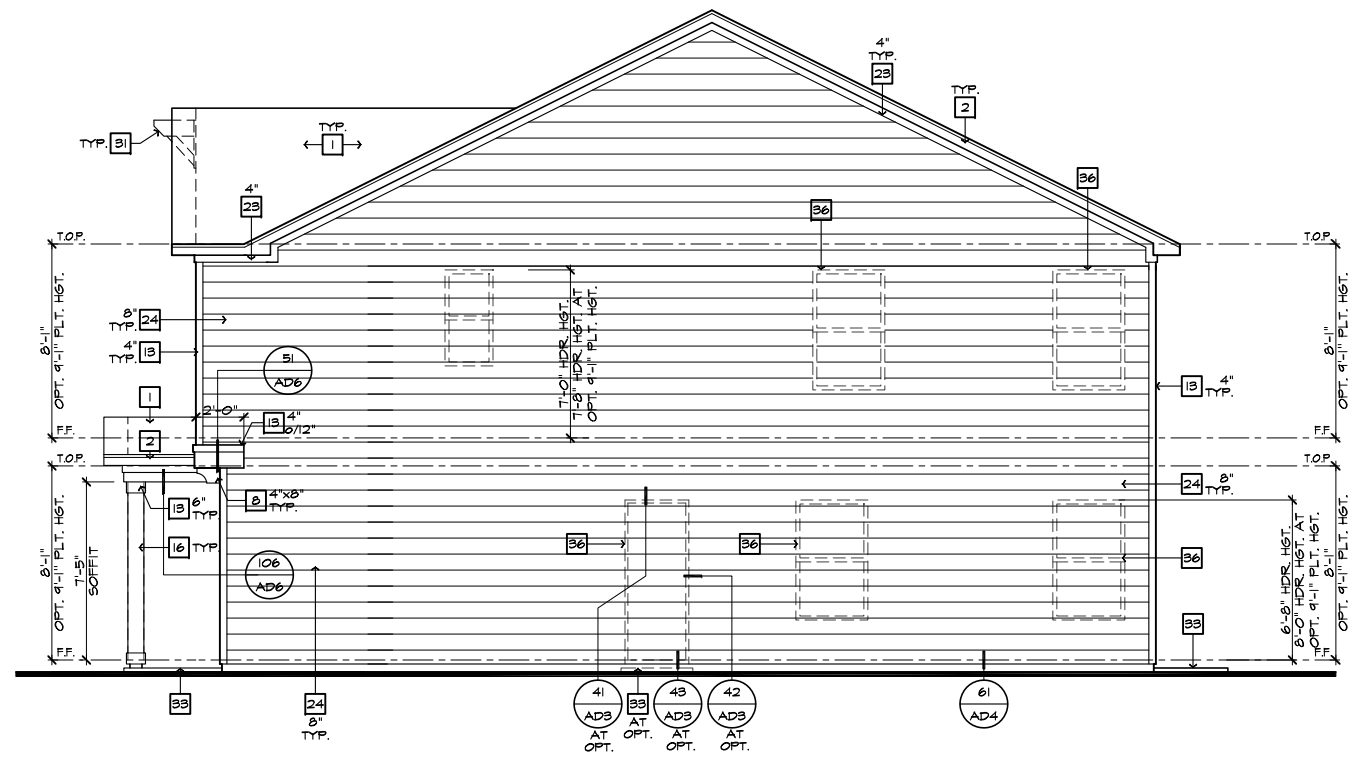 4"
TYP.
23
TYP.
2
TYP.
1
TYP. 31
36
4"
23
36
T.O.P.
T.O.P.
8'-1"
OPT. 9'-1" PLT. HGT.
7'-0" HDR. HGT.
7'-8" HDR. HGT. AT
OPT. 9'-1" PLT. HGT.
8'-1"
OPT. 9'-1" PLT. HGT.
8"
TYP. 24
4"
TYP. 13
51
AD6
13 4"
TYP.
1
2'-0"
13 4"
6/12"
2
F.F.
F.F.
T.O.P.
T.O.P.
24 8"
TYP.
8 4"x8"
TYP.
13 6"
TYP.
16 TYP.
36
36
36
106
AD6
8'-1"
OPT. 9'-1" PLT. HGT.
7'-5"
SOFFIT
6'-8" HDR. HGT.
8'-0" HDR. HGT. AT
OPT. 9'-1" PLT. HGT.
8'-1"
OPT. 9'-1" PLT. HGT.
33
F.F.
F.F.
33
24
8"
TYP.
41
AD3
AT
OPT.
33
AT
OPT.
43
AD3
AT
OPT.
42
AD3
AT
OPT.
61
AD4